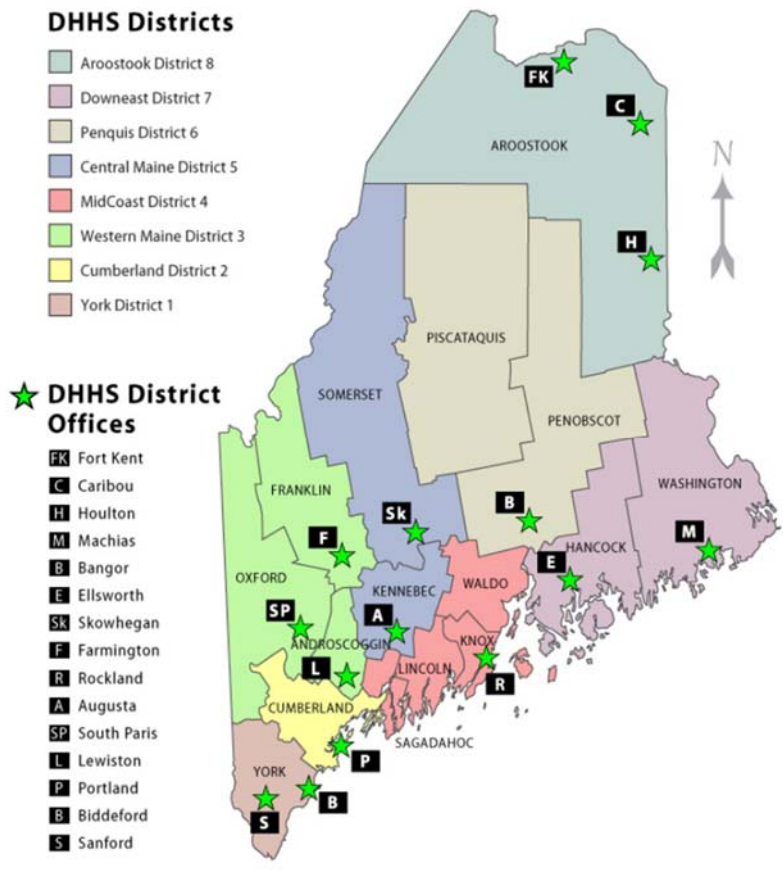 DHHS Districts
Aroostook District 8
Downeast District 7
Penquis District 6
Central Maine District 5
MidCoast District 4
Western Maine District 3
Cumberland District 2
York District 1
DHHS District
Offices
FK Fort Kent
C Caribou
H Houlton
M Machias
B Bangor
E Ellsworth
Sk Skowhegan
F Farmington
R Rockland
A Augusta
SP South Paris
L Lewiston
P Portland
B Biddeford
S Sanford
FK
C
AROOSTOOK
N
H
PISCATAQUIS
SOMERSET
PENOBSCOT
FRANKLIN
WASHINGTON
Sk
B
F
M
HANCOCK
E
OXFORD
KENNEBEC
WALDO
SP
A
ANDROSCOGGIN
KNOX
L
LINCOLN
R
CUMBERLAND
SAGADAHOC
P
YORK
B
S